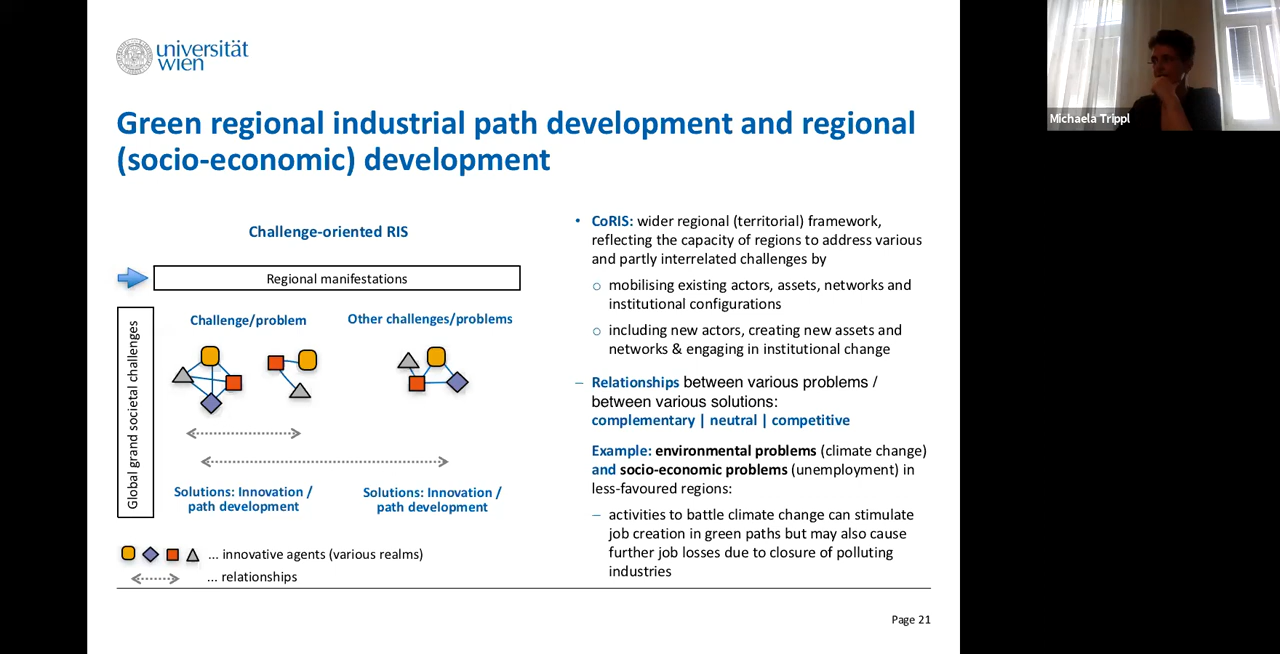 universität
wien
Green regional industrial path development and regional
(socio-economic) development
Challenge-oriented RIS
Regional manifestations
Global grand societal challenges
Challenge/problem
Other challenges/problems
Solutions: Innovation /
path development
Solutions: Innovation /
path development
... innovative agents (various realms)
... relationships
• CoRIS: wider regional (territorial) framework,
reflecting the capacity of regions to address various
and partly interrelated challenges by
o mobilising existing actors, assets, networks and
institutional configurations
o including new actors, creating new assets and
networks & engaging in institutional change
– Relationships between various problems /
between various solutions:
complementary | neutral | competitive
Example: environmental problems (climate change)
and socio-economic problems (unemployment) in
less-favoured regions:
– activities to battle climate change can stimulate
job creation in green paths but may also cause
further job losses due to closure of polluting
industries
Page 21
Michaela Trippl